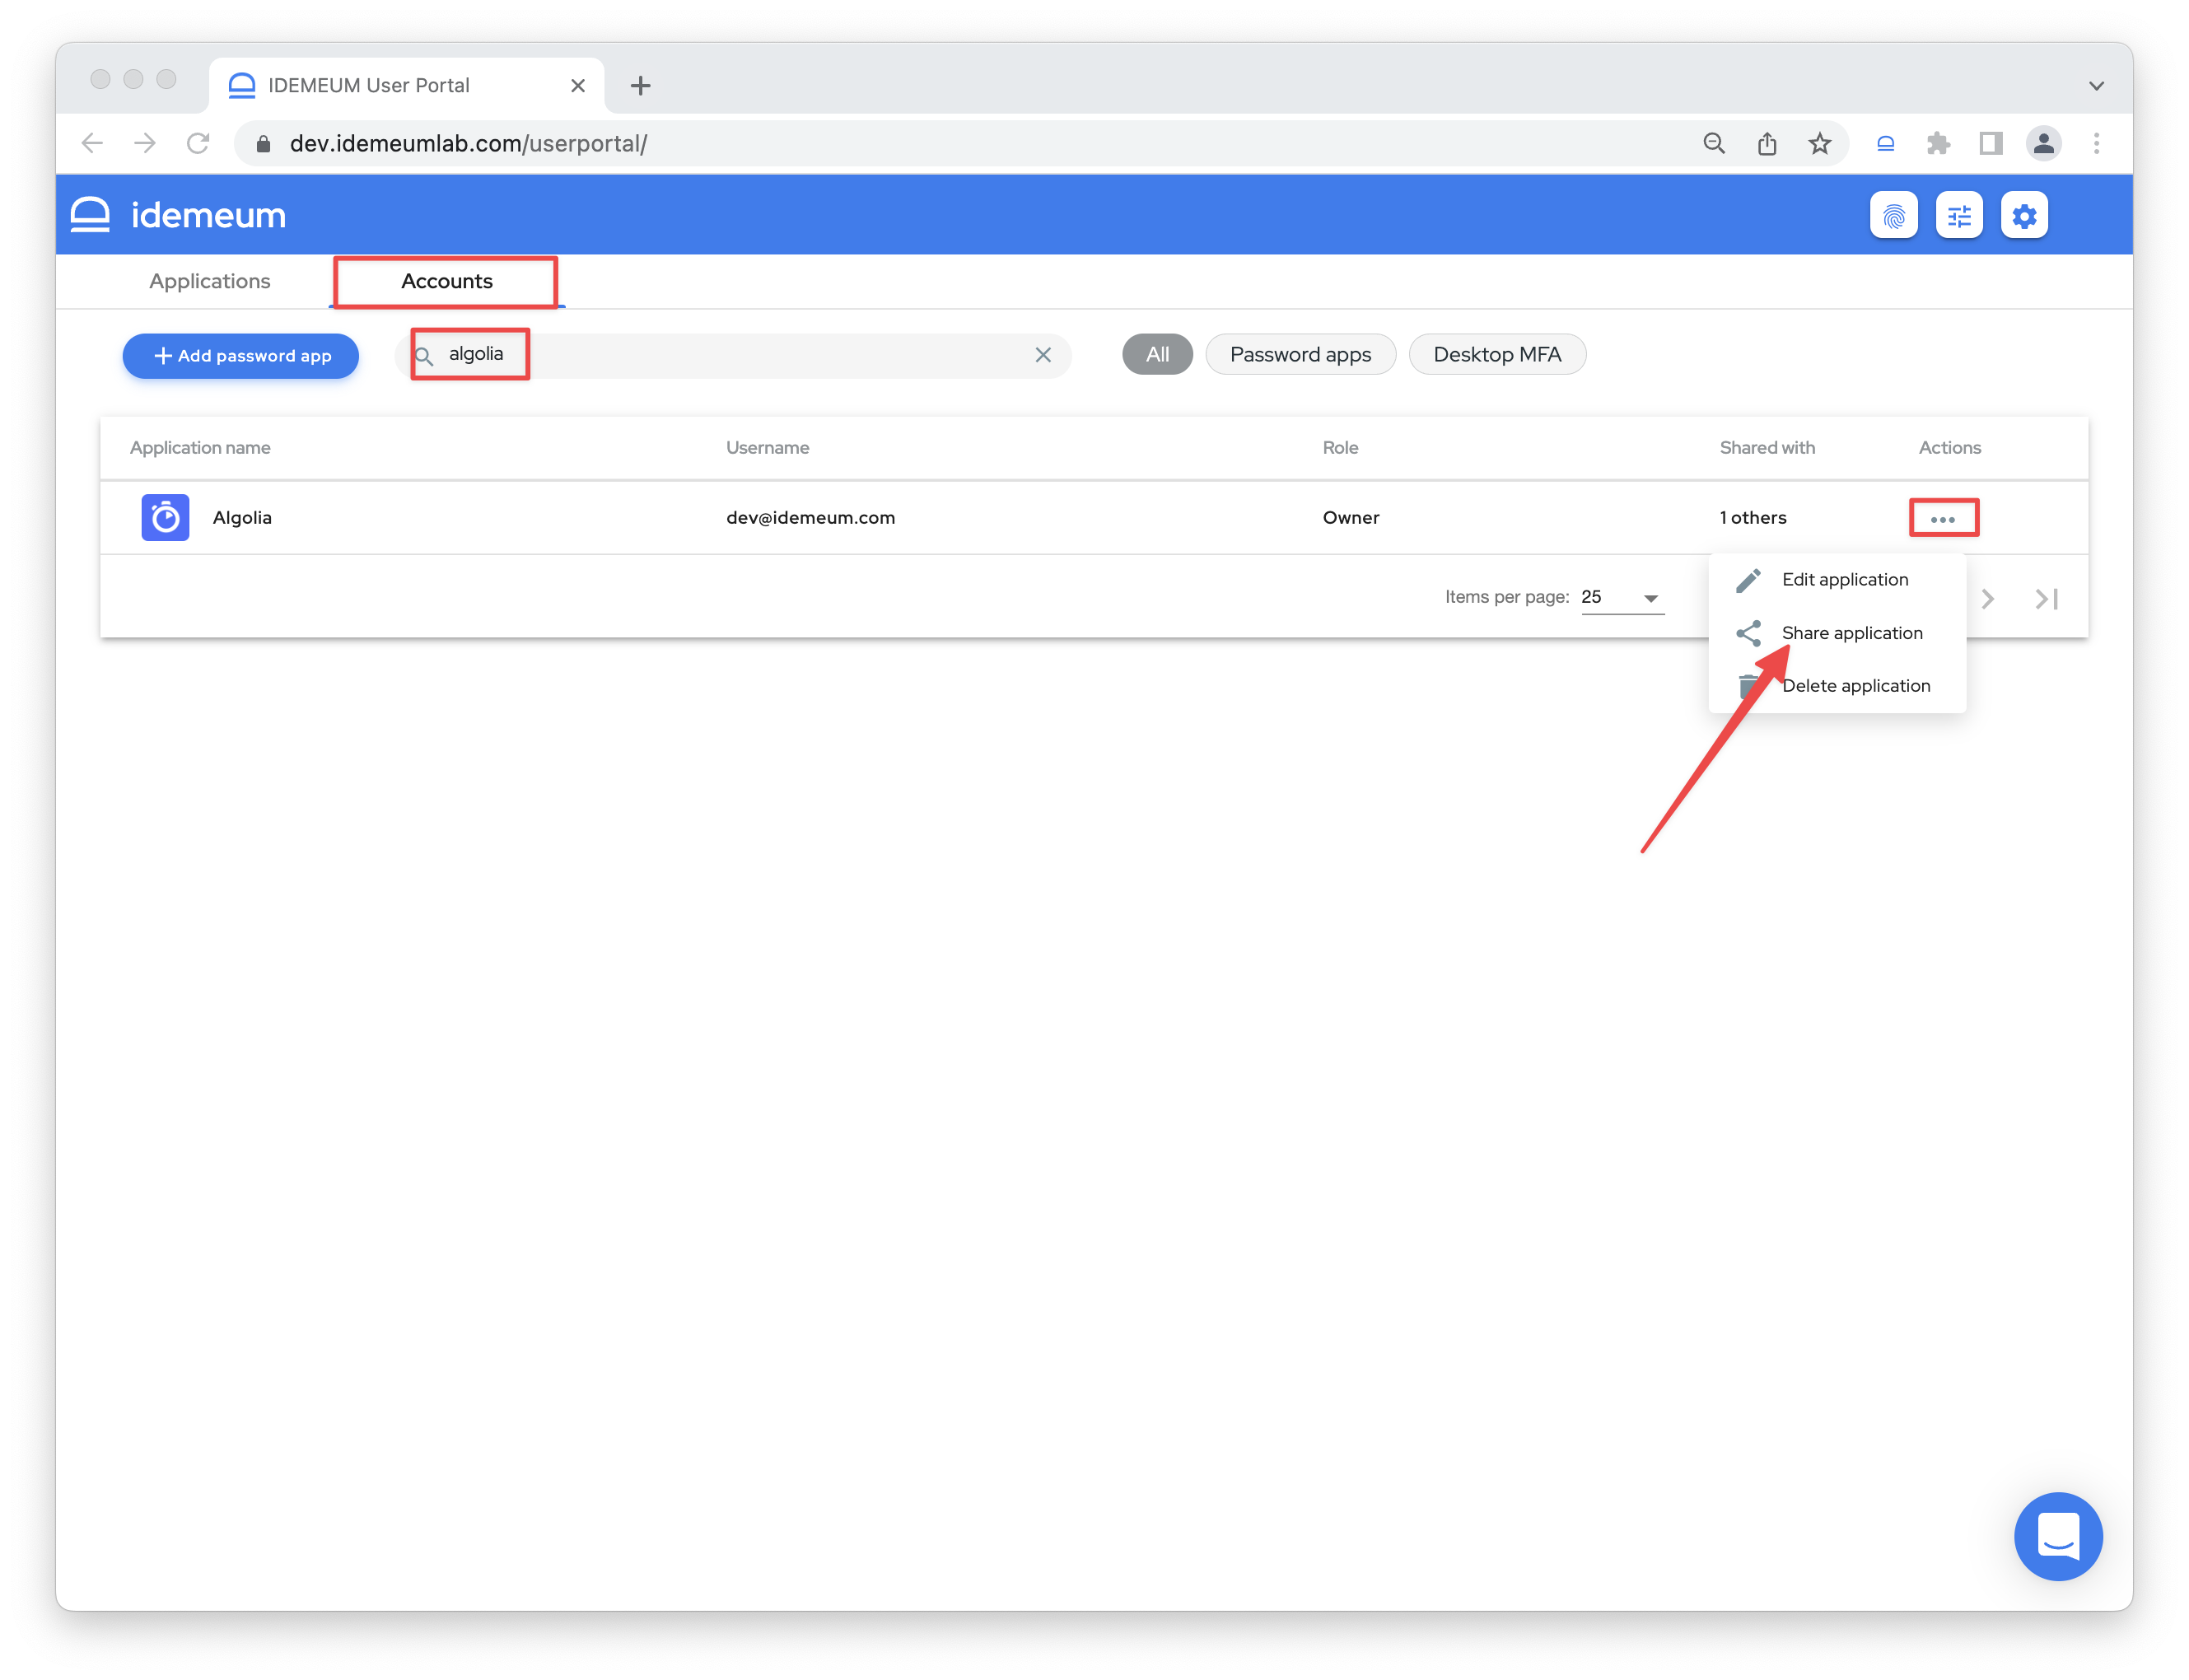 IDEMEUM User Portal
dev.idemeumlab.com/userportal/
idemeum
Applications Accounts
+ Add password app algolia All Password apps Desktop MFA
Application name Username Role Shared with Actions
Algolia dev@idemeum.com Owner 1 others
Edit application
Items per page: 25
Share application
Delete application